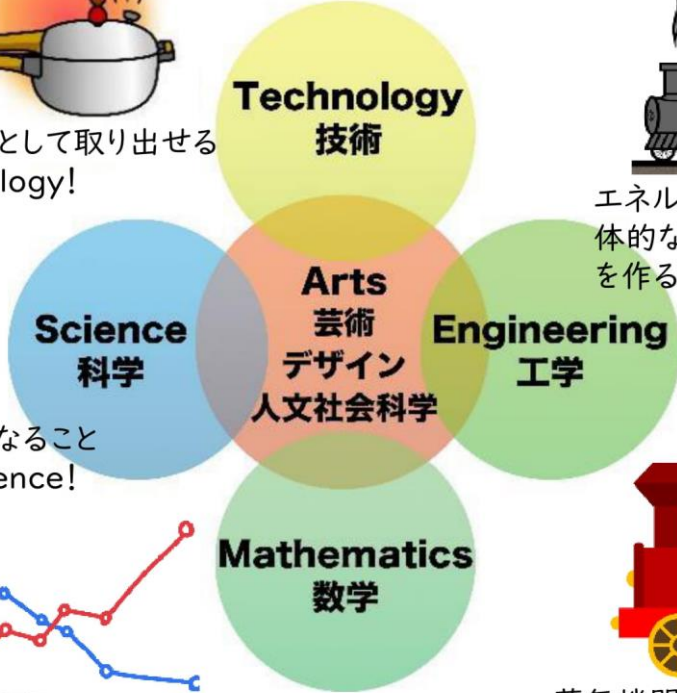 として取り出せる
logy!
Technology
技術
エネル
体的な
を作る
Science
科学
Arts
芸術
デザイン
人文社会科学
Engineering
工学
なること
ence!
Mathematics
数学